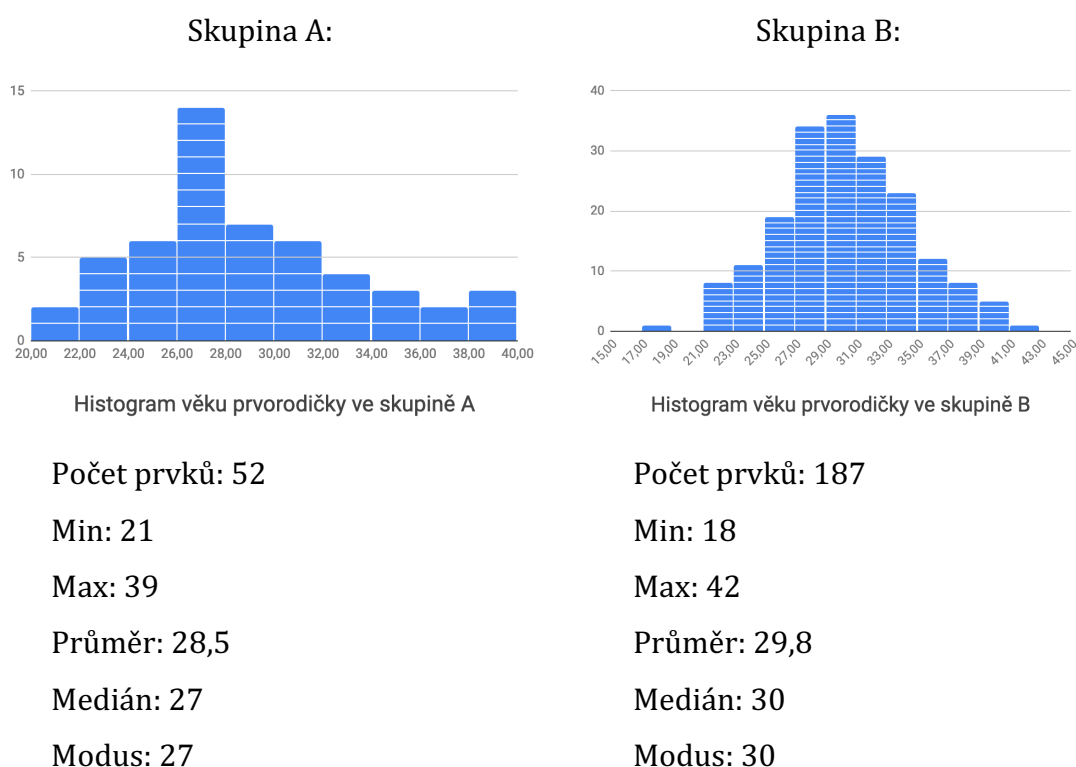 Skupina A:
15
10
5
0
20,00 22,00 24,00 26,00 28,00 30,00 32,00 34,00 36,00 38,00 40,00
Histogram věku prvorodičky ve skupině A
Počet prvků: 52
Min: 21
Max: 39
Průměr: 28,5
Medián: 27
Modus: 27
Skupina B:
40
30
20
10
0
15,00 17,00 19,00 21,00 23,00 25,00 27,00 29,00 31,00 33,00 35,00 37,00 39,00 41,00 43,00 45,00
Histogram věku prvorodičky ve skupině B
Počet prvků: 187
Min: 18
Max: 42
Průměr: 29,8
Medián: 30
Modus: 30